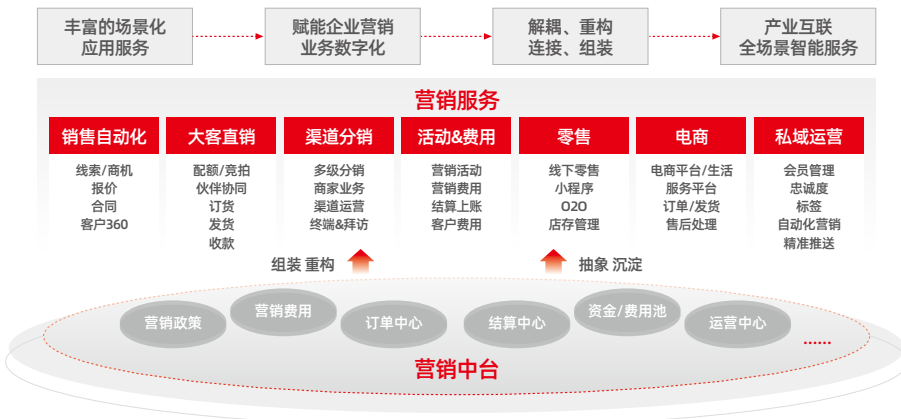 丰富的场景化
应用服务
赋能企业营销
业务数字化
解耦、重构
连接、组装
产业互联
全场景智能服务
营销服务
销售自动化
线索/商机
报价
合同
客户360
大客直销
配额/竞拍
伙伴协同
订货
发货
收款
渠道分销
多级分销
商家业务
渠道运营
终端&拜访
活动&费用
营销活动
营销费用
结算上账
客户费用
零售
线下零售
小程序
O2O
店存管理
电商
电商平台/生活
服务平台
订单/发货
售后处理
私域运营
会员管理
忠诚度
标签
自动化营销
精准推送
组装 重构
抽象 沉淀
营销政策
营销费用
订单中心
结算中心
资金/费用池
运营中心
......
营销中台